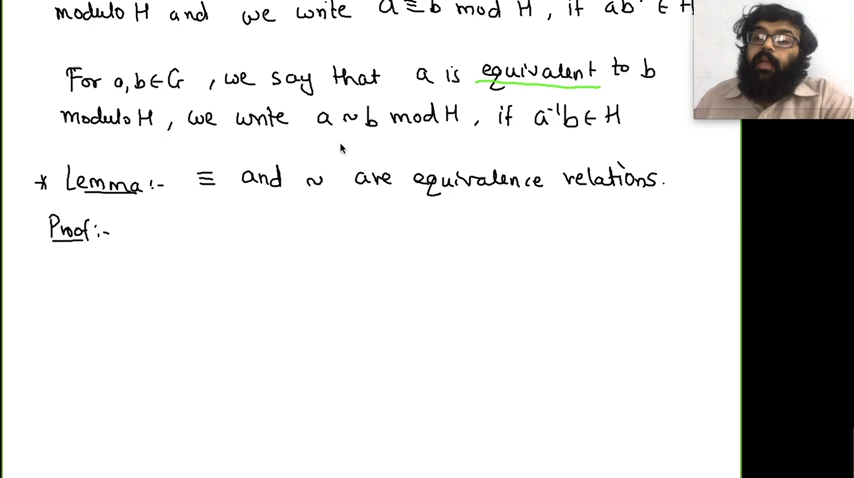 modulo H and we write a ≡ b mod H, if ab⁻¹ ∈ H
For a, b ∈ G, we say that a is equivalent to b
modulo H, we write a ~ b mod H, if a⁻¹b ∈ H
* Lemma :- ≡ and ~ are equivalence relations.
Proof :-